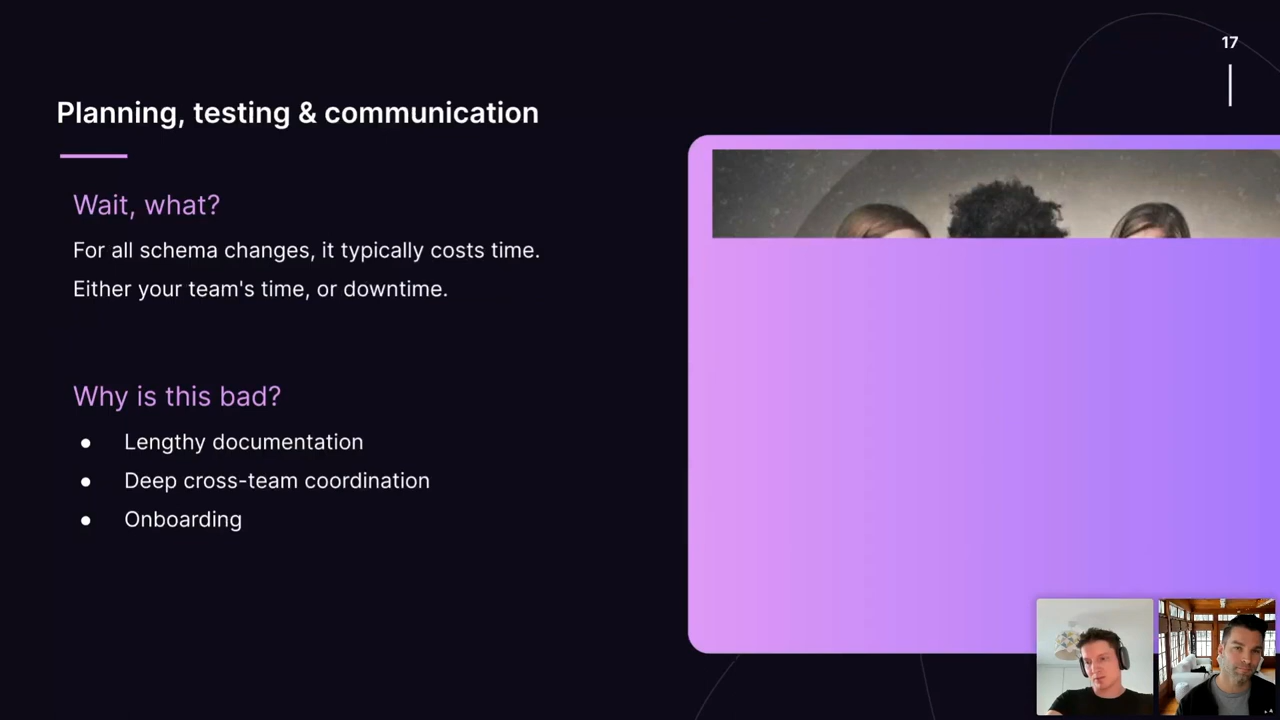 17
Planning, testing & communication
Wait, what?
For all schema changes, it typically costs time.
Either your team's time, or downtime.
Why is this bad?
● Lengthy documentation
● Deep cross-team coordination
● Onboarding